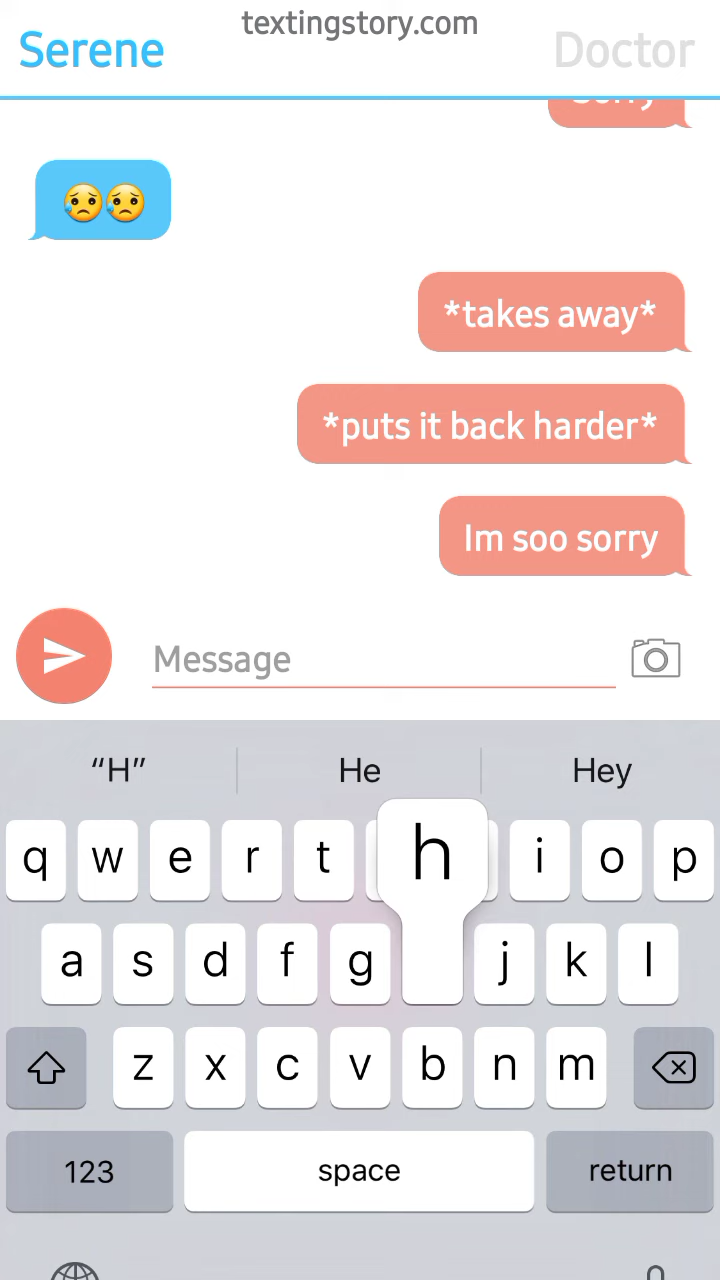 textingstory.com
Serene
Doctor
Sorry
😥😥
*takes away*
*puts it back harder*
Im soo sorry
Message
“H”
He
Hey
q w e r t h i o p
a s d f g j k l
z x c v b n m
123
space
return